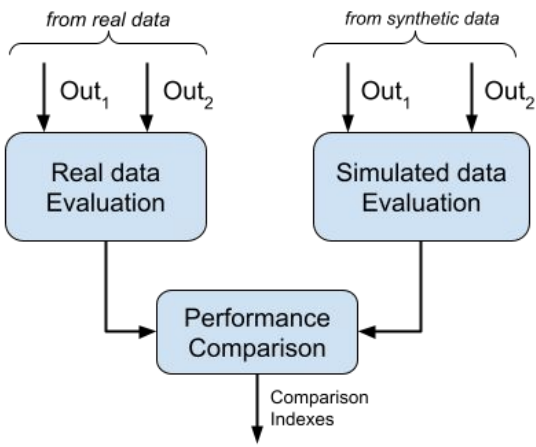 from real data
from synthetic data
Out1
Out2
Out1
Out2
Real data
Evaluation
Simulated data
Evaluation
Performance
Comparison
Comparison
Indexes